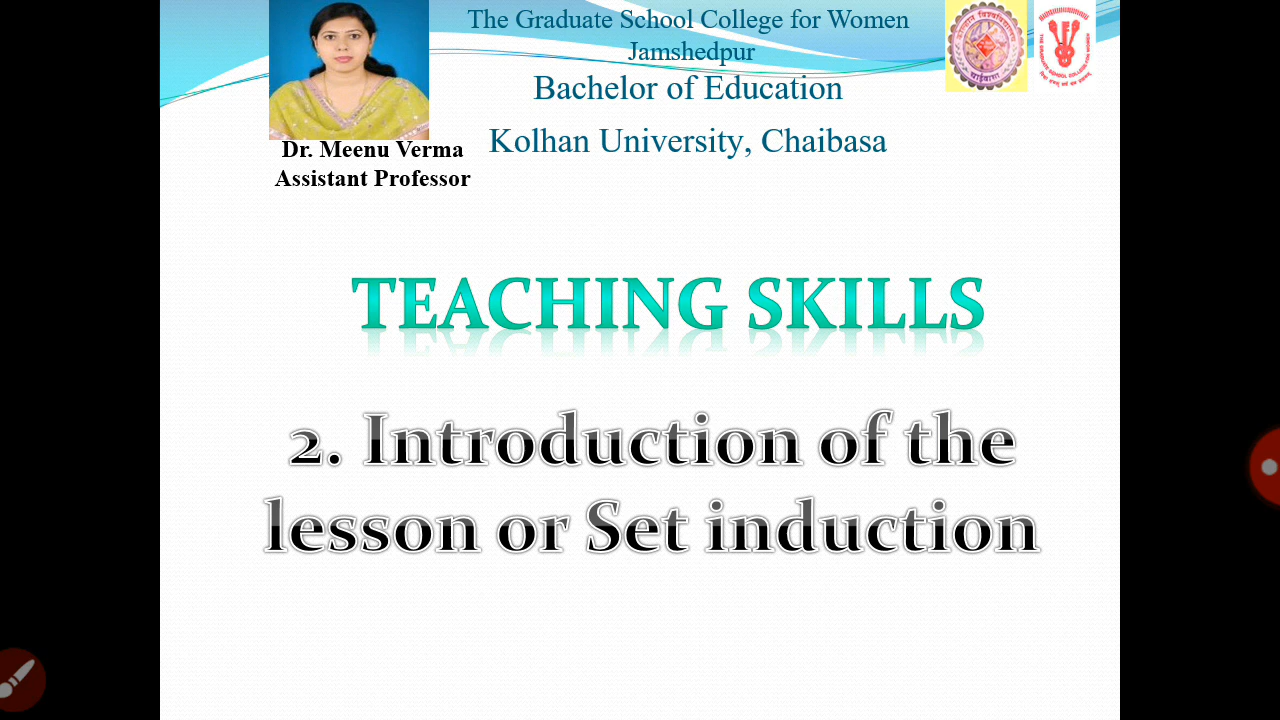 The Graduate School College for Women
Jamshedpur
Bachelor of Education
Kolhan University, Chaibasa
Dr. Meenu Verma
Assistant Professor
TEACHING SKILLS
2. Introduction of the
lesson or Set induction